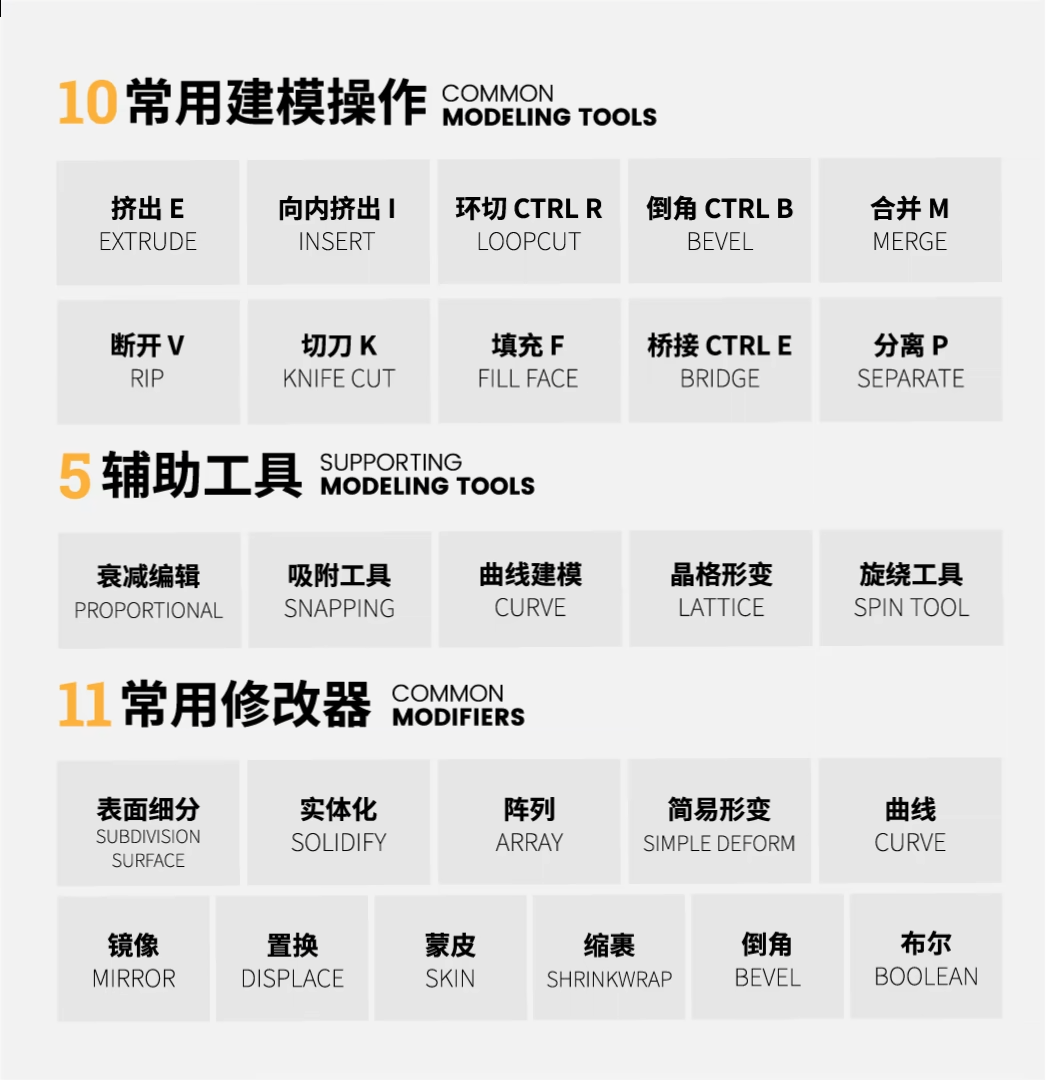 10 常用建模操作 COMMON
MODELING TOOLS
挤出 E
EXTRUDE
向内挤出 I
INSERT
环切 CTRL R
LOOPCUT
倒角 CTRL B
BEVEL
合并 M
MERGE
断开 V
RIP
切刀 K
KNIFE CUT
填充 F
FILL FACE
桥接 CTRL E
BRIDGE
分离 P
SEPARATE
5 辅助工具 SUPPORTING
MODELING TOOLS
衰减编辑
PROPORTIONAL
吸附工具
SNAPPING
曲线建模
CURVE
晶格形变
LATTICE
旋绕工具
SPIN TOOL
11 常用修改器 COMMON
MODIFIERS
表面细分
SUBDIVISION
SURFACE
实体化
SOLIDIFY
阵列
ARRAY
简易形变
SIMPLE DEFORM
曲线
CURVE
镜像
MIRROR
置换
DISPLACE
蒙皮
SKIN
缩裹
SHRINKWRAP
倒角
BEVEL
布尔
BOOLEAN